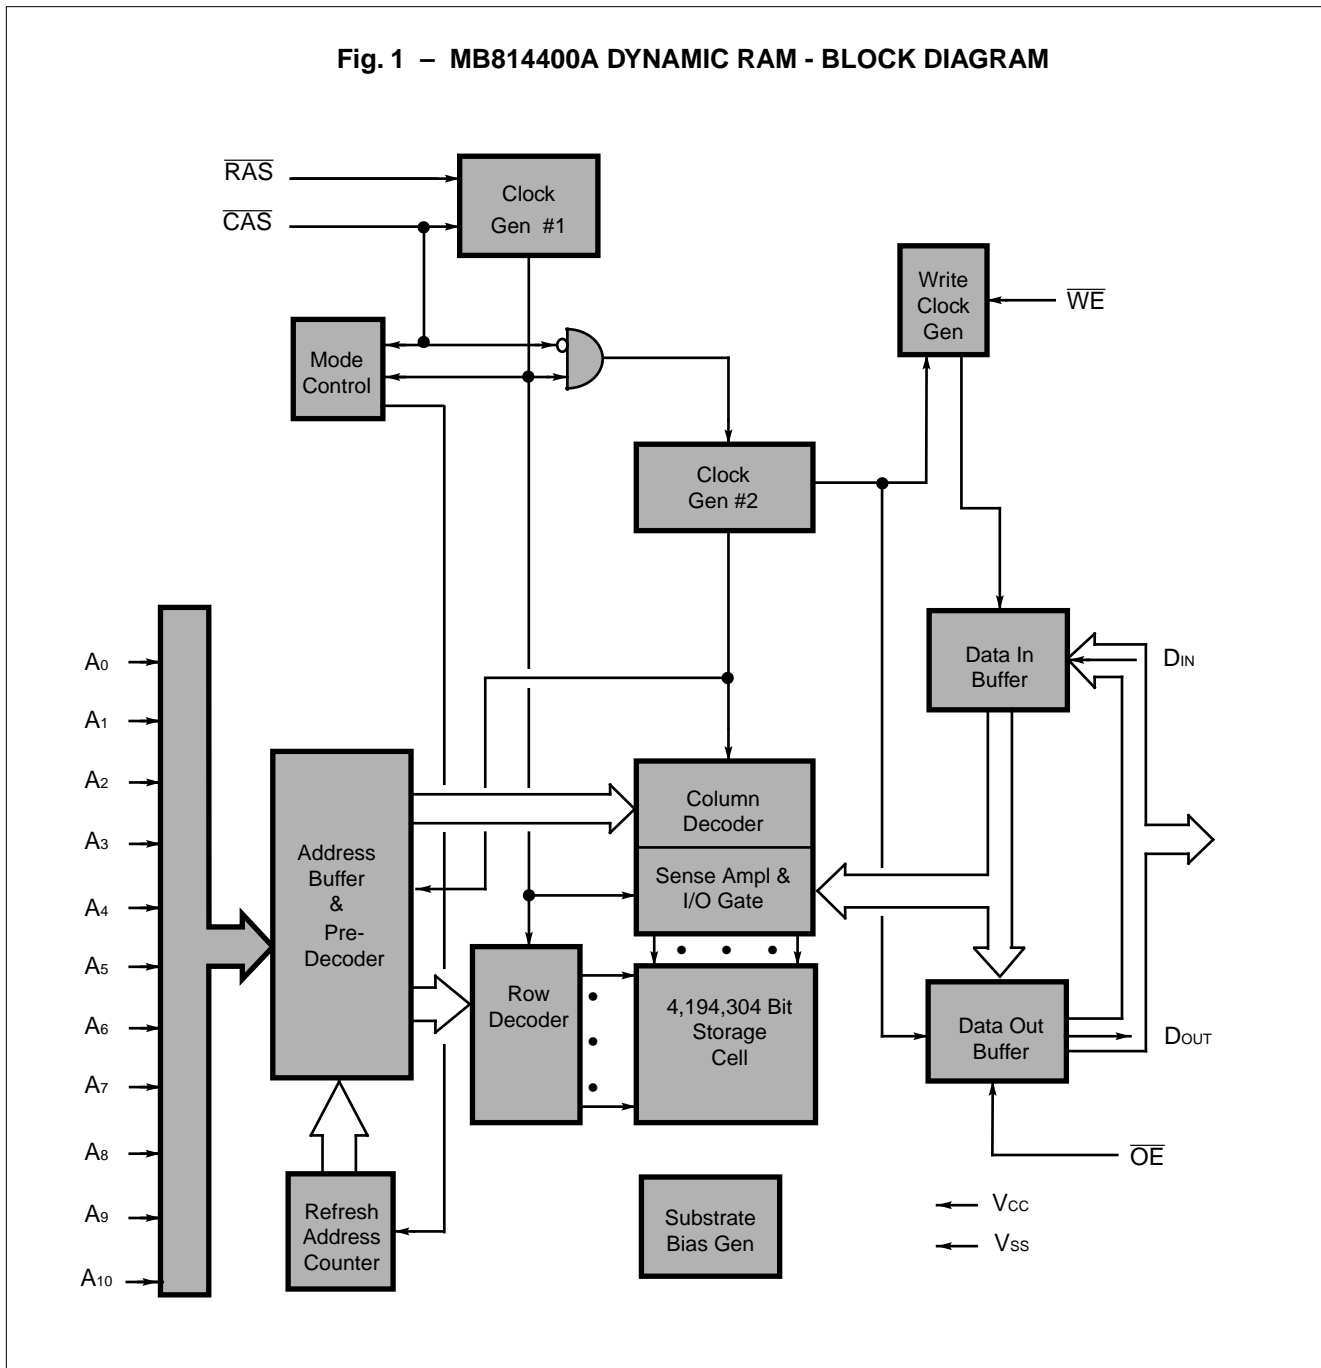 Fig. 1 – MB814400A DYNAMIC RAM - BLOCK DIAGRAM
RAS
CAS
Clock
Gen #1
Write
Clock
Gen
WE
Mode
Control
Clock
Gen #2
A0
A1
A2
A3
A4
A5
A6
A7
A8
A9
A10
Address
Buffer
&
Pre-
Decoder
Column
Decoder
Sense Ampl &
I/O Gate
Data In
Buffer
DIN
Row
Decoder
4,194,304 Bit
Storage
Cell
Data Out
Buffer
DOUT
OE
Refresh
Address
Counter
Substrate
Bias Gen
VCC
VSS